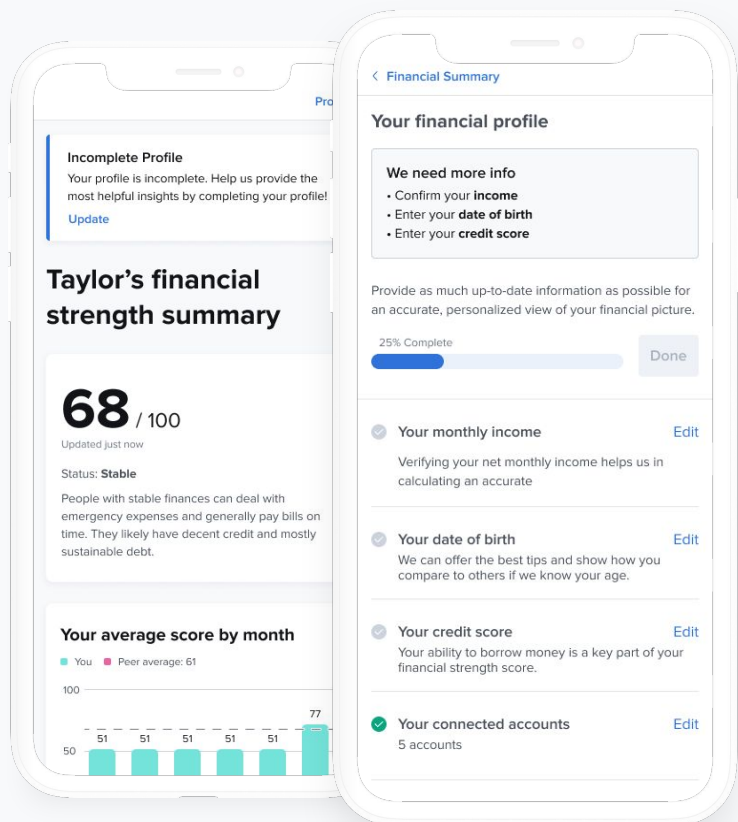 Incomplete Profile
Your profile is incomplete. Help us provide the
most helpful insights by completing your profile!
Update
Taylor’s financial
strength summary
68 / 100
Updated just now
Status: Stable
People with stable finances can deal with
emergency expenses and generally pay bills on
time. They likely have decent credit and mostly
sustainable debt.
Your average score by month
You Peer average: 61
100
77
51 51 51 51 51
50
< Financial Summary
Your financial profile
We need more info
• Confirm your income
• Enter your date of birth
• Enter your credit score
Provide as much up-to-date information as possible for
an accurate, personalized view of your financial picture.
25% Complete
Done
Your monthly income Edit
Verifying your net monthly income helps us in
calculating an accurate
Your date of birth Edit
We can offer the best tips and show how you
compare to others if we know your age.
Your credit score Edit
Your ability to borrow money is a key part of your
financial strength score.
Your connected accounts Edit
5 accounts